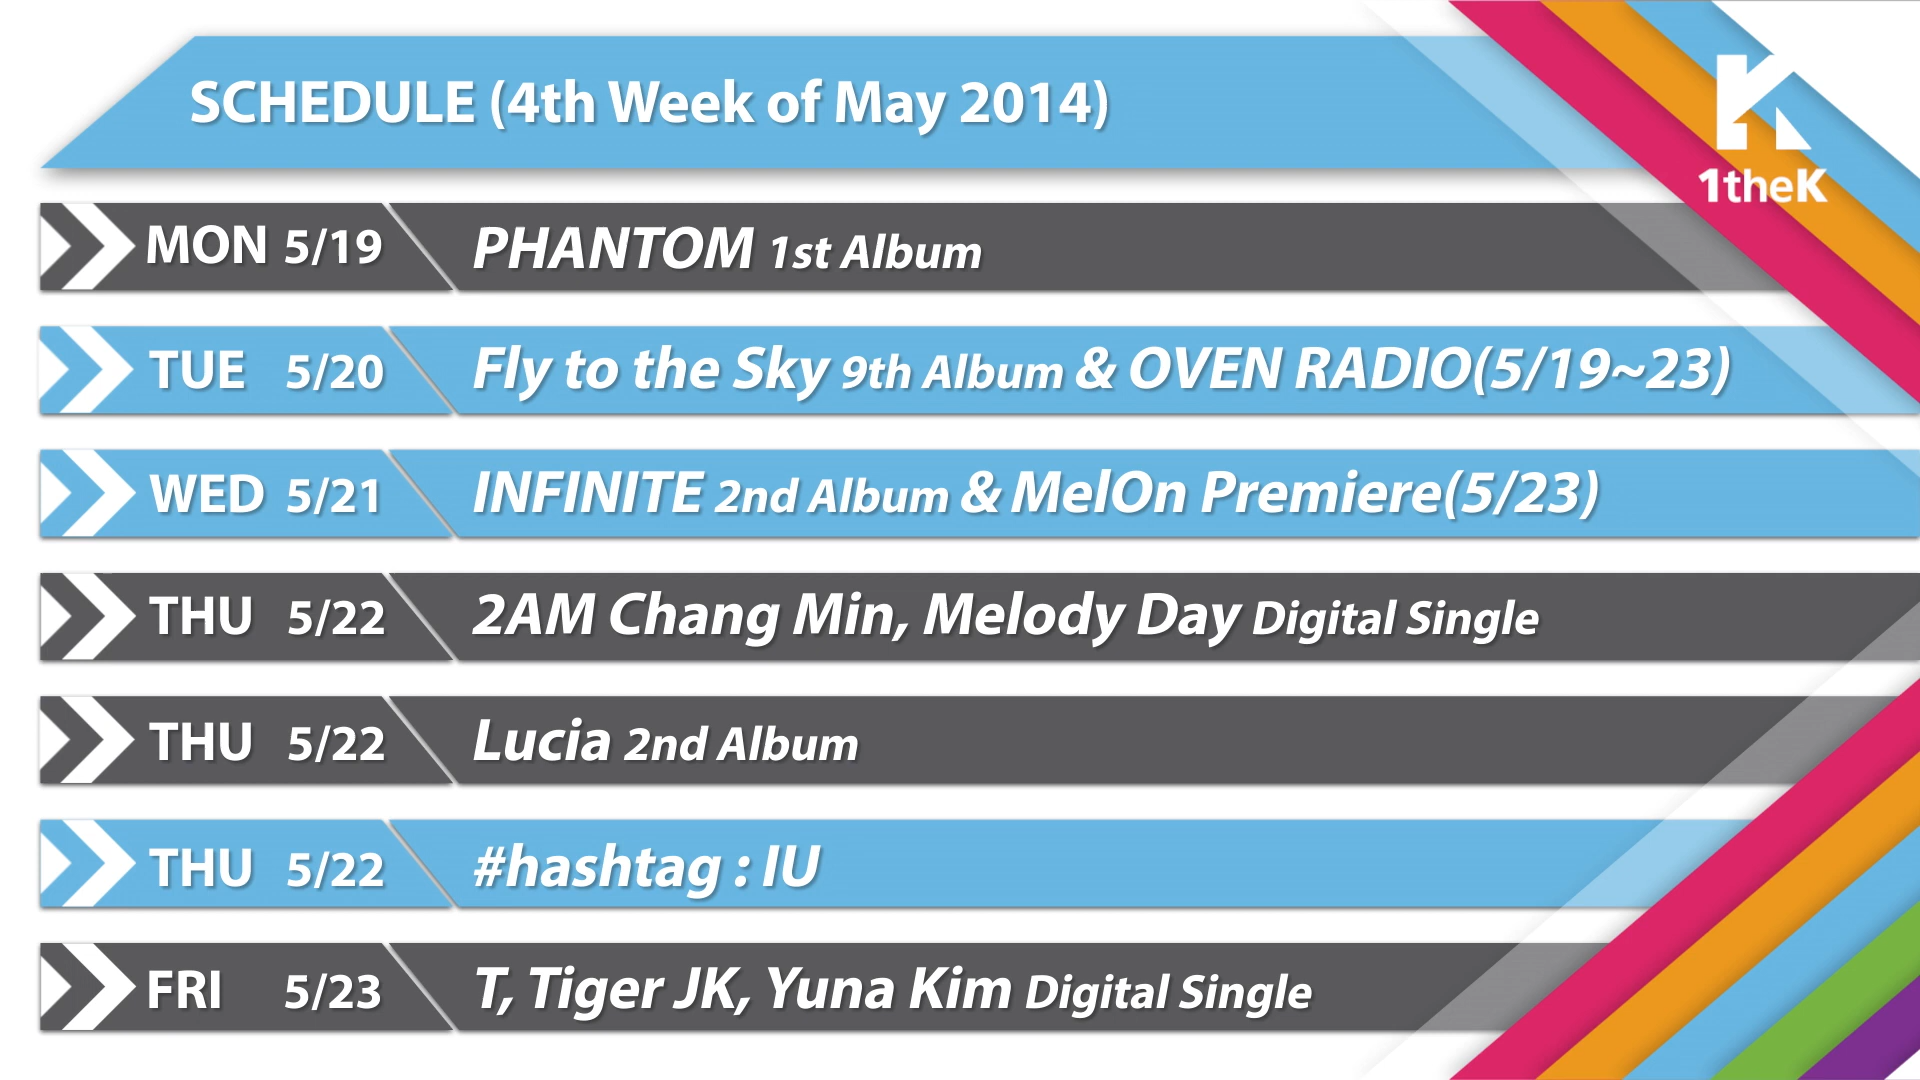 SCHEDULE (4th Week of May 2014)
1theK
MON 5/19 PHANTOM 1st Album
TUE 5/20 Fly to the Sky 9th Album & OVEN RADIO(5/19~23)
WED 5/21 INFINITE 2nd Album & MelOn Premiere(5/23)
THU 5/22 2AM Chang Min, Melody Day Digital Single
THU 5/22 Lucia 2nd Album
THU 5/22 #hashtag : IU
FRI 5/23 T, Tiger JK, Yuna Kim Digital Single